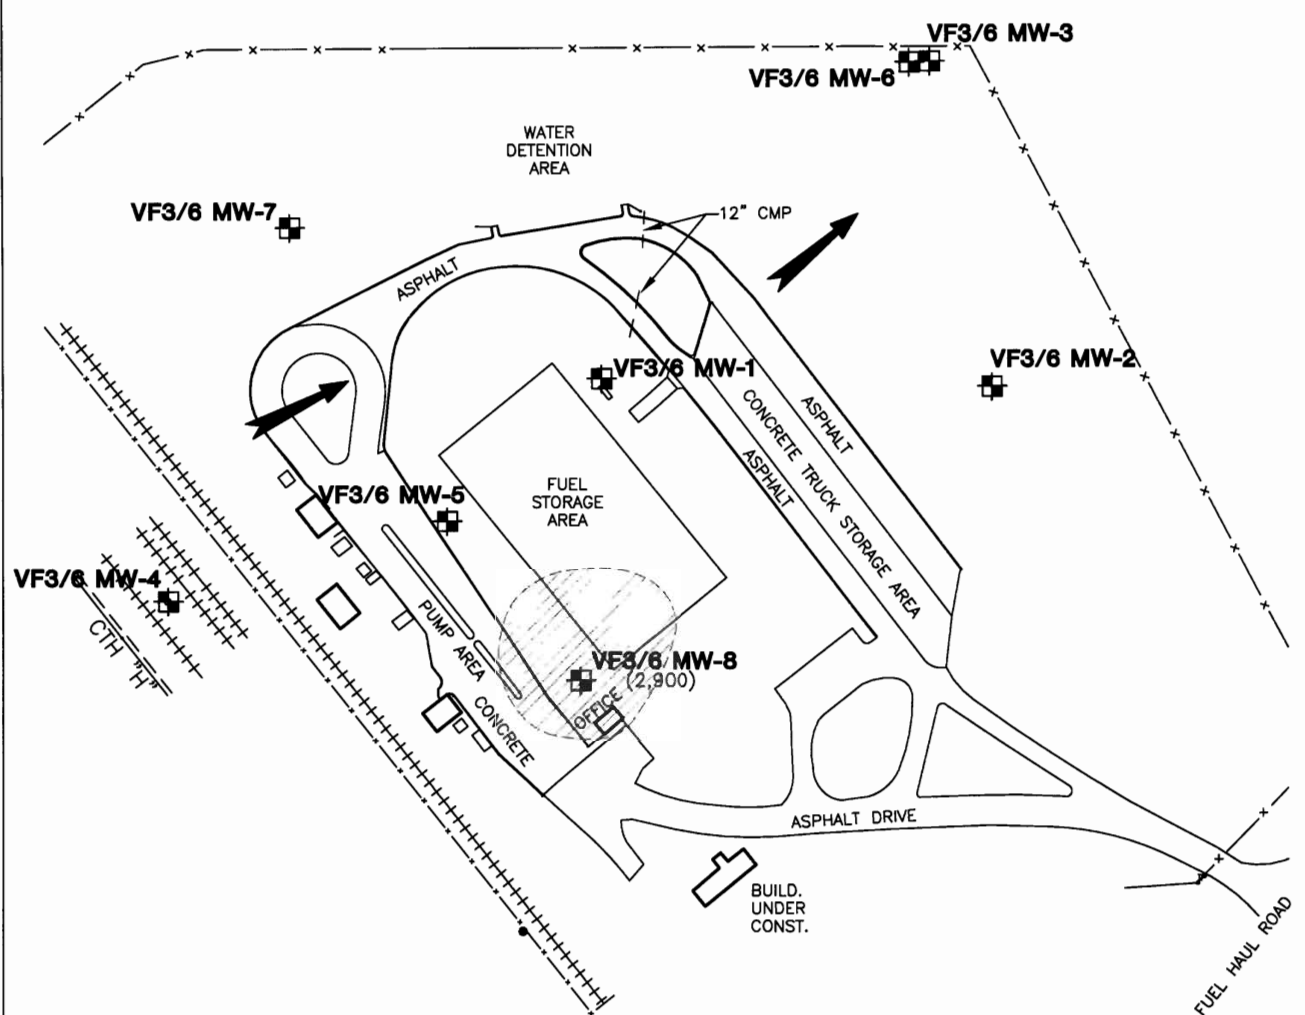 VF3/6 MW-3
VF3/6 MW-6
WATER
DETENTION
AREA
VF3/6 MW-7
12" CMP
ASPHALT
VF3/6 MW-1
VF3/6 MW-2
ASPHALT
CONCRETE TRUCK STORAGE AREA
ASPHALT
FUEL
STORAGE
AREA
VF3/6 MW-5
VF3/6 MW-4
CTH "H"
PUMP AREA
CONCRETE
VF3/6 MW-8
(2,900)
OFFICE
ASPHALT DRIVE
BUILD.
UNDER
CONST.
FUEL HAUL ROAD